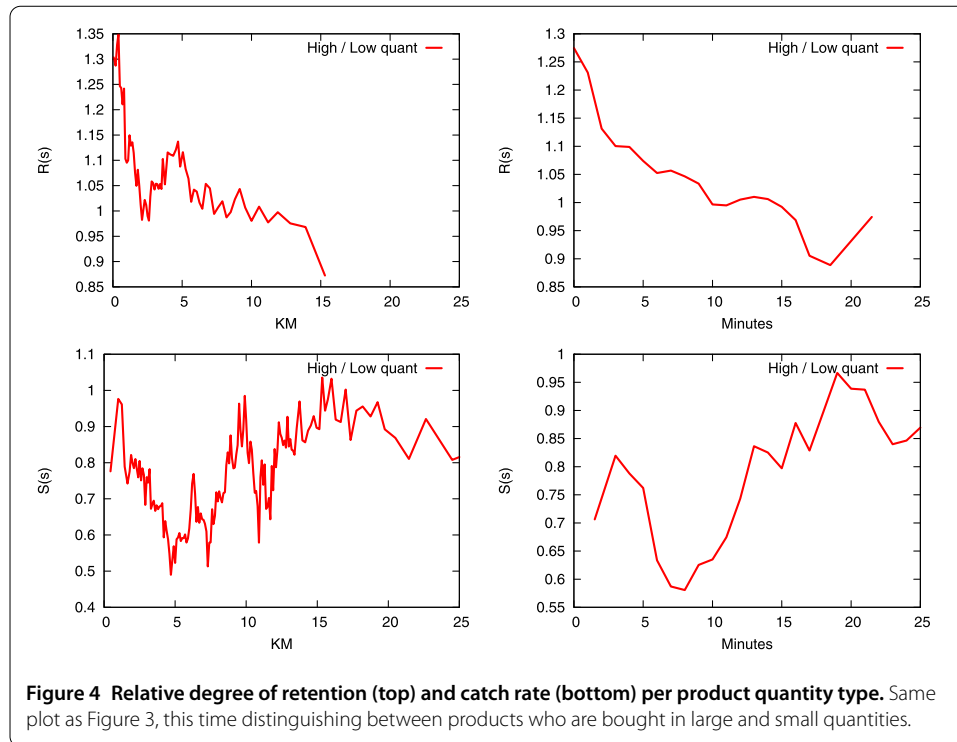 1.35
1.3
1.25
1.2
1.15
1.1
1.05
1
0.95
0.9
0.85
R(s)
High / Low quant
0 5 10 15 20 25
KM
1.3
1.25
1.2
1.15
1.1
1.05
1
0.95
0.9
0.85
R(s)
High / Low quant
0 5 10 15 20 25
Minutes
1.1
1
0.9
0.8
0.7
0.6
0.5
0.4
S(s)
High / Low quant
0 5 10 15 20 25
KM
1
0.95
0.9
0.85
0.8
0.75
0.7
0.65
0.6
0.55
S(s)
High / Low quant
0 5 10 15 20 25
Minutes
Figure 4 Relative degree of retention (top) and catch rate (bottom) per product quantity type. Same
plot as Figure 3, this time distinguishing between products who are bought in large and small quantities.